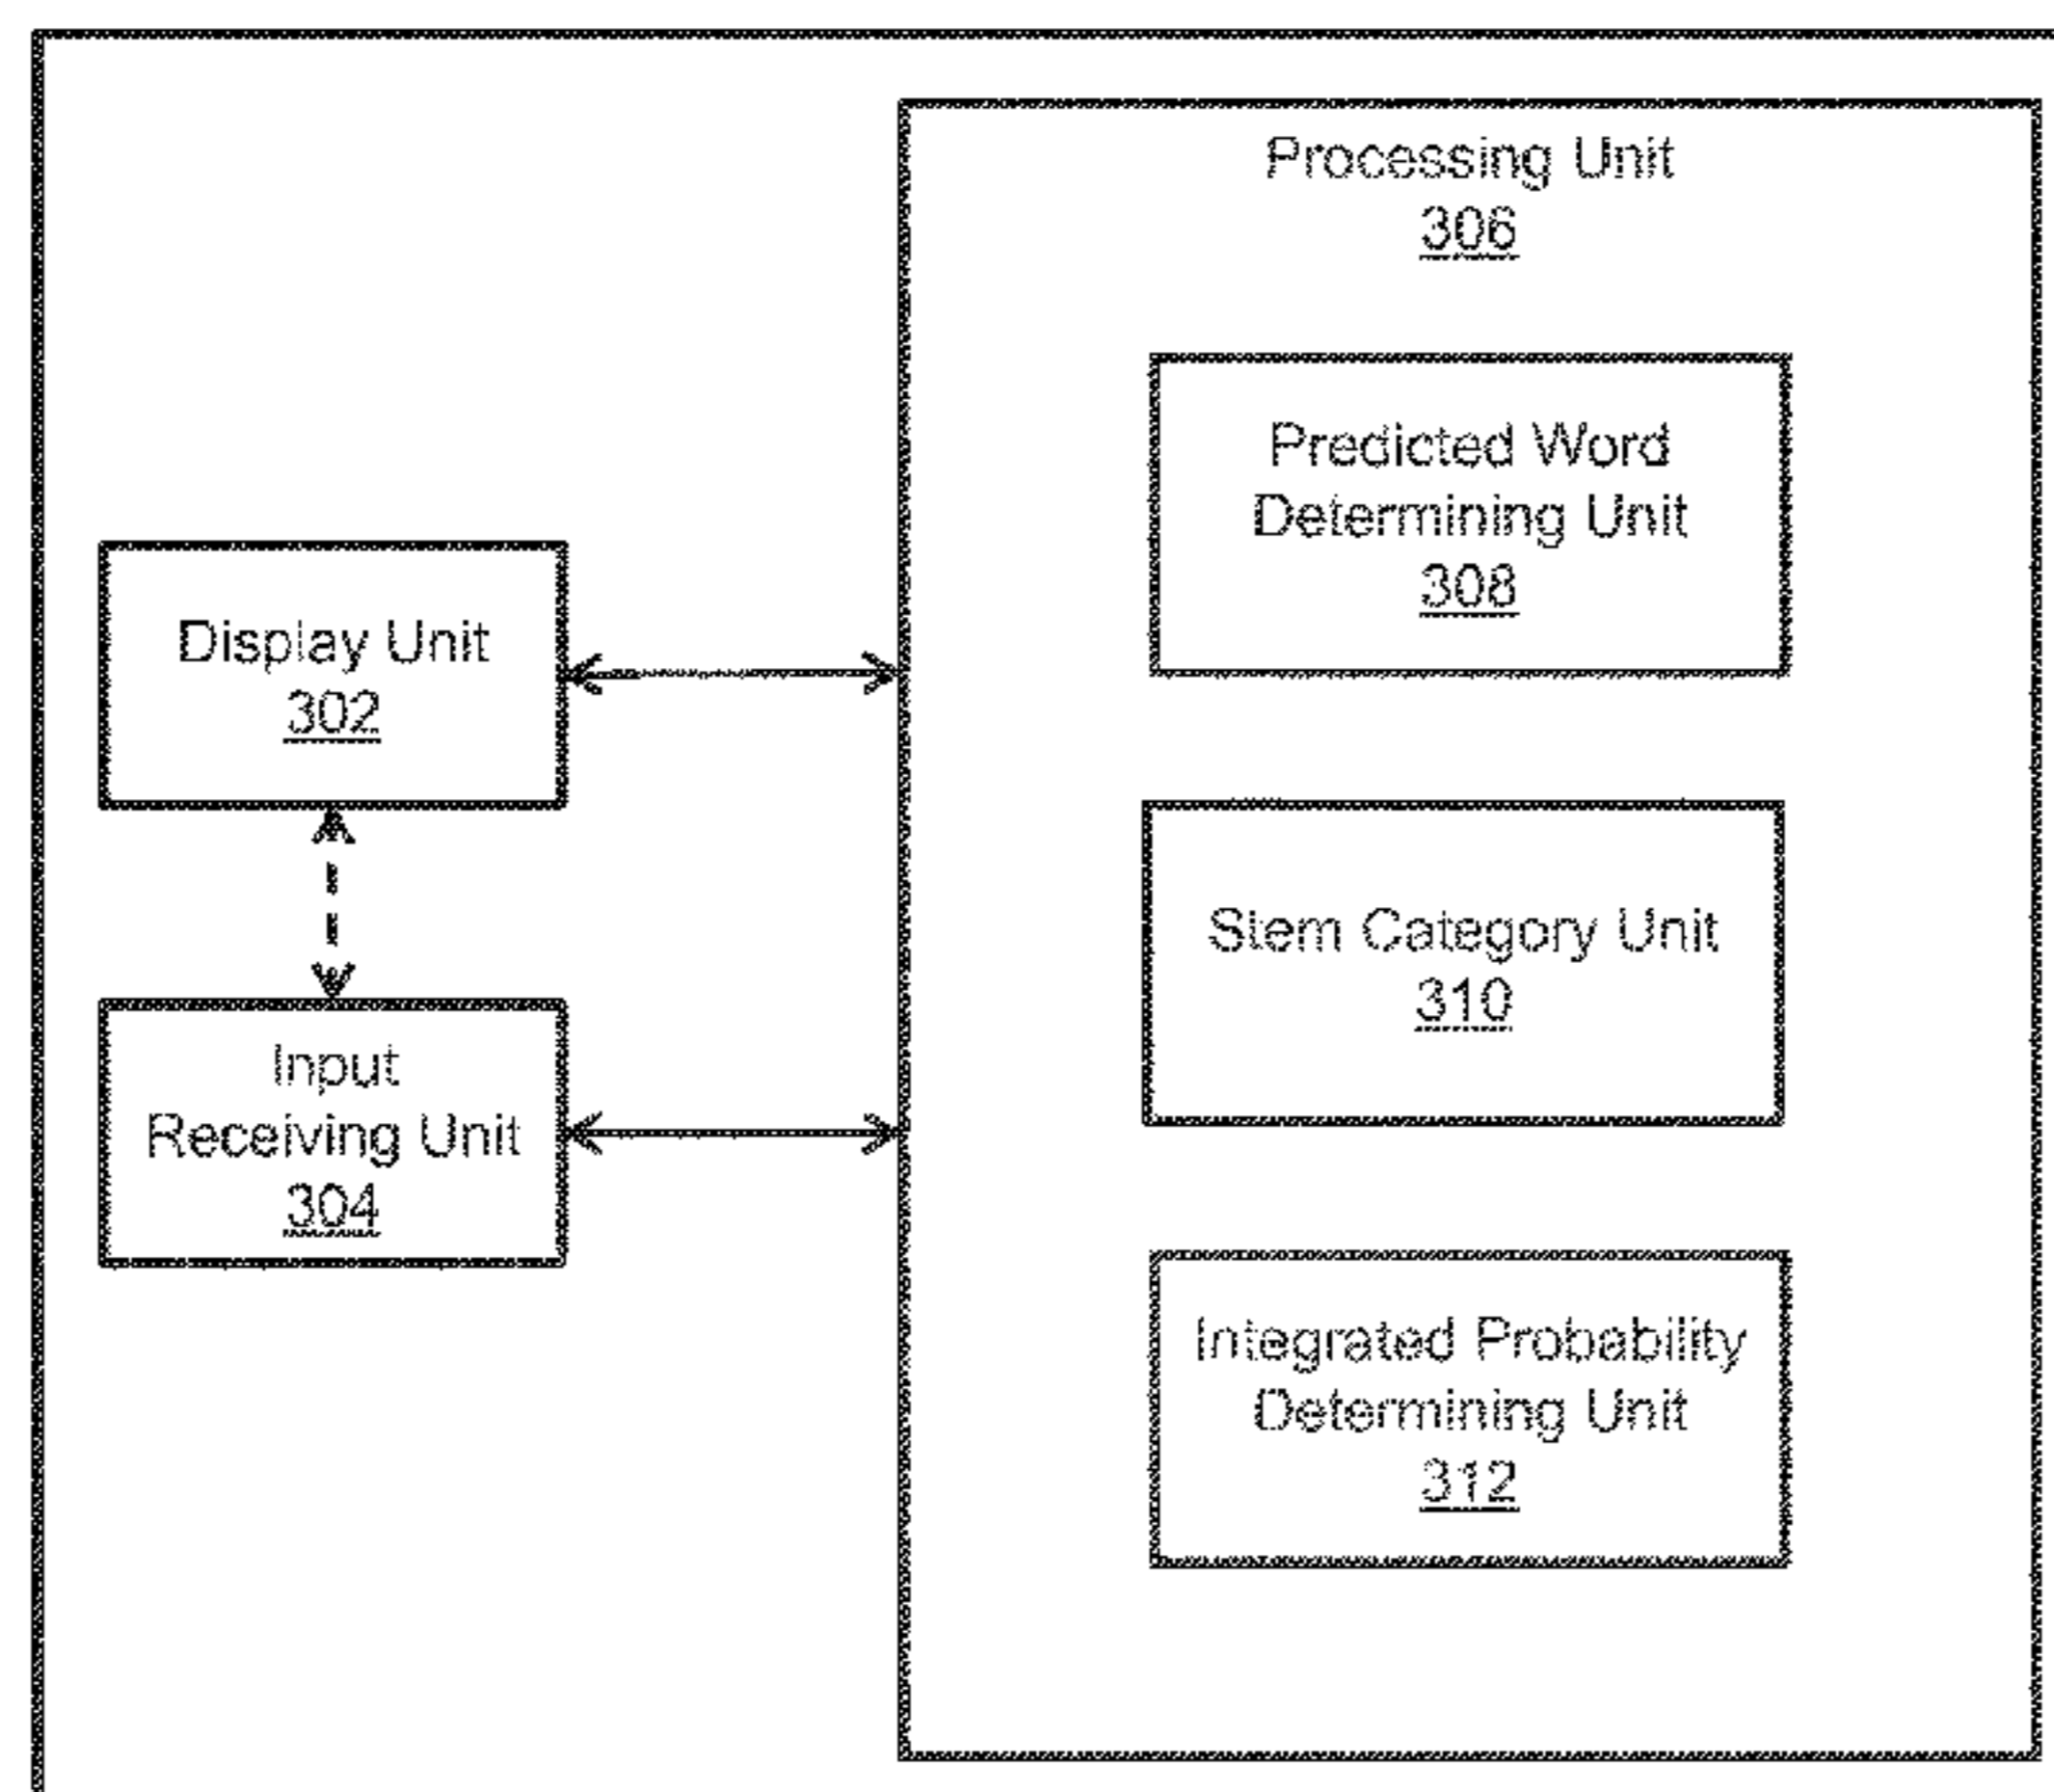 Processing Unit
306
Predicted Word
Determining Unit
308
Display Unit
302
Stem Category Unit
310
Input
Receiving Unit
304
Integrated Probability
Determining Unit
312